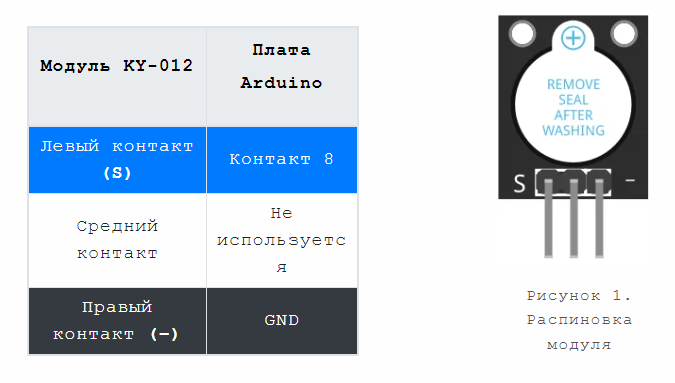 Модуль KY-012
Плата
Arduino
Левый контакт
(S)
Контакт 8
Средний
контакт
Не
используетс
я
Правый
контакт (–)
GND
REMOVE
SEAL
AFTER
WASHING
S
–
Рисунок 1.
Распиновка
модуля